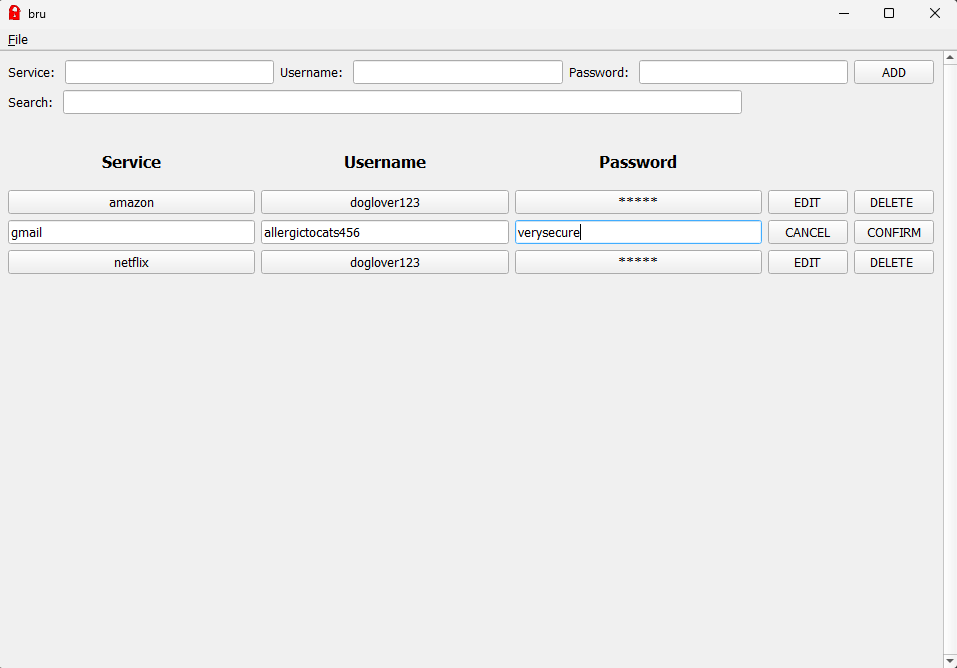 bru
File
Service: Username: Password: ADD
Search:
Service Username Password
amazon doglover123 ***** EDIT DELETE
gmail allergictocats456 verysecure CANCEL CONFIRM
netflix doglover123 ***** EDIT DELETE